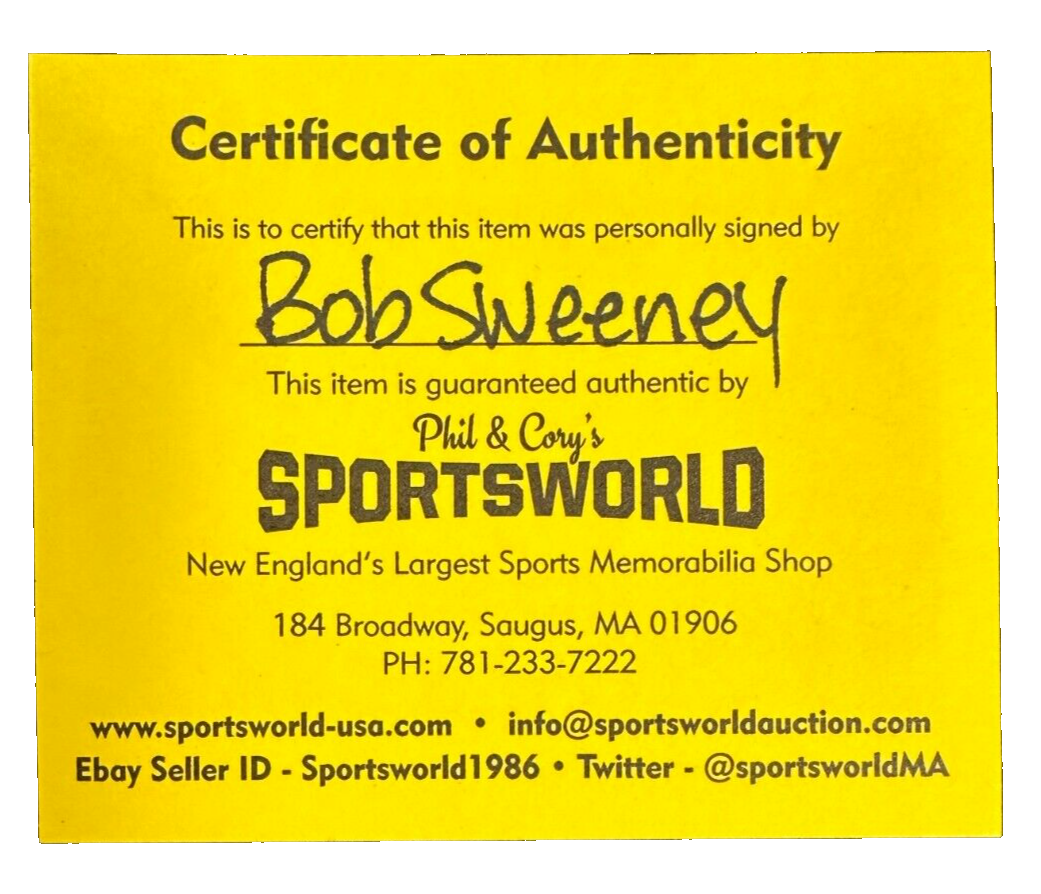 Certificate of Authenticity
This is to certify that this item was personally signed by
Bob Sweeney
This item is guaranteed authentic by
Phil & Cory's
SPORTSWORLD
New England's Largest Sports Memorabilia Shop
184 Broadway, Saugus, MA 01906
PH: 781-233-7222
www.sportsworld-usa.com • info@sportsworldauction.com
Ebay Seller ID - Sportsworld1986 • Twitter - @sportsworldMA